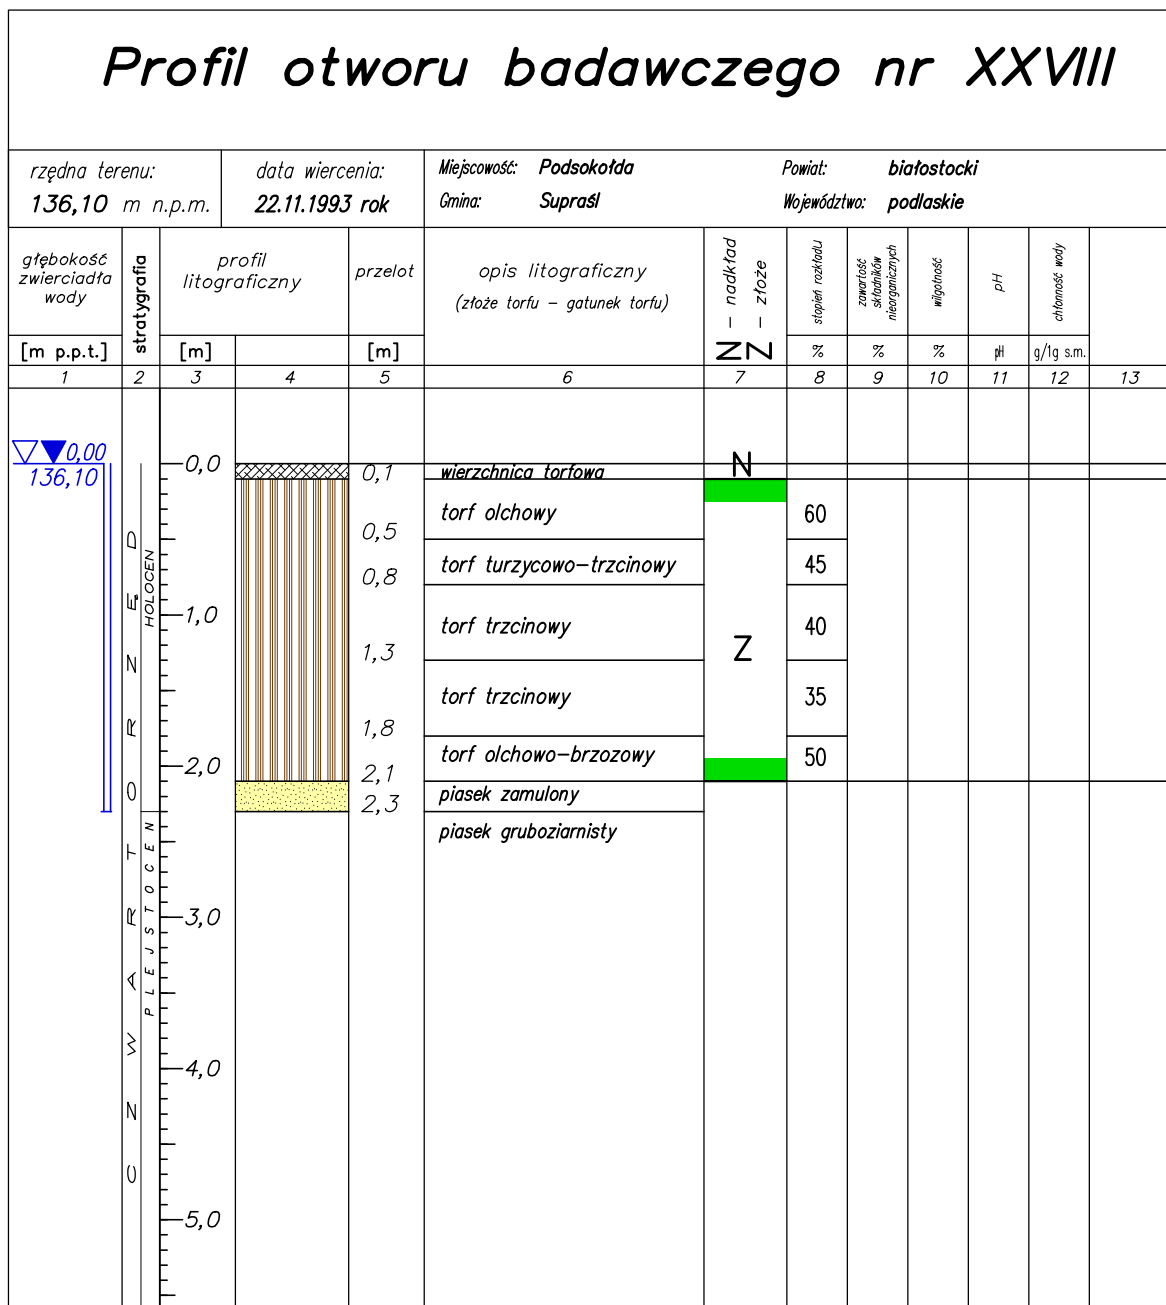 Profil otworu badawczego nr XXVIII
rzędna terenu:
136,10 m n.p.m.
data wiercenia:
22.11.1993 rok
Miejscowość: Podsokołda
Powiat: białostocki
Gmina: Supraśl
Województwo: podlaskie
głębokość
zwierciadła
wody
[m p.p.t.]
stratygrafia
profil
litograficzny
[m]
przelot
[m]
opis litograficzny
(złoże torfu – gatunek torfu)
N – nadkład
Z – złoże
stopień rozkładu
%
zawartość
składników
nieorganicznych
%
wilgotność
%
pH
pH
chłonność wody
g/1g s.m.
1 2 3 4 5 6 7 8 9 10 11 12 13
0,00
136,10
CZWARTORZĘD
HOLOCEN
PLEJSTOCEN
0,0
1,0
2,0
3,0
4,0
5,0
0,1 wierzchnica torfowa N
0,5 torf olchowy 60
0,8 torf turzycowo–trzcinowy 45
1,3 torf trzcinowy Z 40
1,8 torf trzcinowy 35
2,1 torf olchowo–brzozowy 50
2,3 piasek zamulony
piasek gruboziarnisty